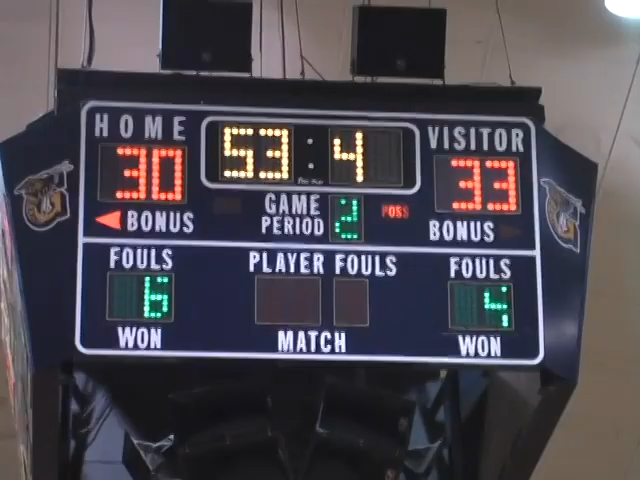 HOME 53:4 VISITOR
30 33
GAME 2 POSS
BONUS PERIOD BONUS
FOULS PLAYER FOULS FOULS
6 4
WON MATCH WON